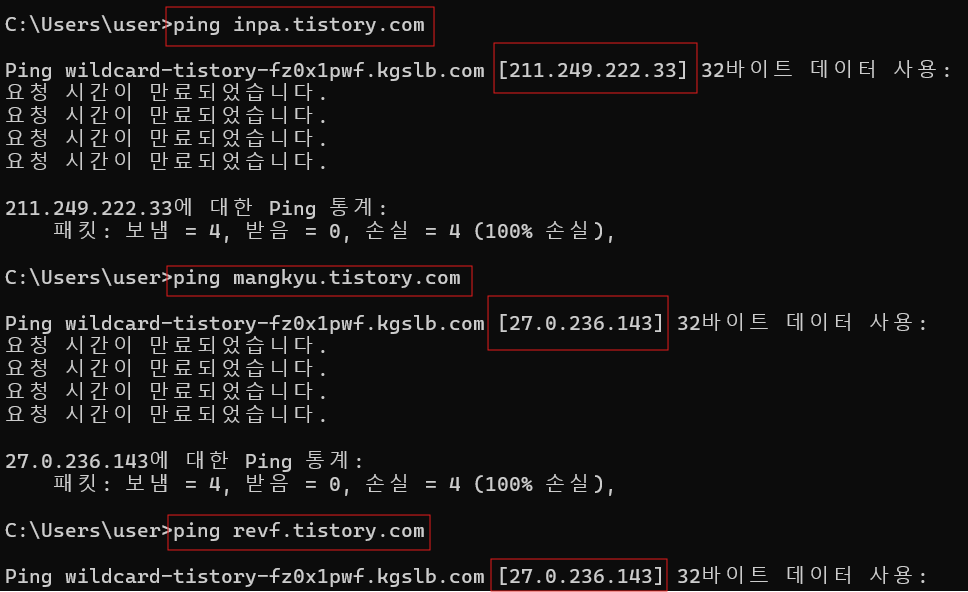 C:\Users\user>ping inpa.tistory.com
Ping wildcard-tistory-fz0x1pwf.kgslb.com [211.249.222.33] 32바이트 데이터 사용:
요청 시간이 만료되었습니다.
요청 시간이 만료되었습니다.
요청 시간이 만료되었습니다.
요청 시간이 만료되었습니다.
211.249.222.33에 대한 Ping 통계:
패킷: 보냄 = 4, 받음 = 0, 손실 = 4 (100% 손실),
C:\Users\user>ping mangkyu.tistory.com
Ping wildcard-tistory-fz0x1pwf.kgslb.com [27.0.236.143] 32바이트 데이터 사용:
요청 시간이 만료되었습니다.
요청 시간이 만료되었습니다.
요청 시간이 만료되었습니다.
요청 시간이 만료되었습니다.
27.0.236.143에 대한 Ping 통계:
패킷: 보냄 = 4, 받음 = 0, 손실 = 4 (100% 손실),
C:\Users\user>ping revf.tistory.com
Ping wildcard-tistory-fz0x1pwf.kgslb.com [27.0.236.143] 32바이트 데이터 사용: